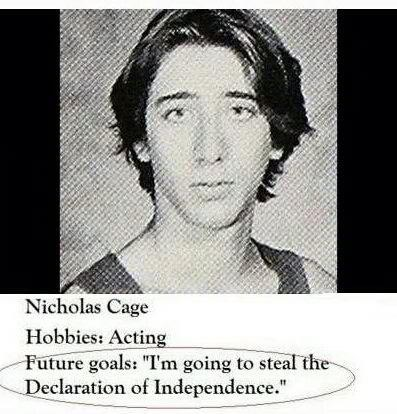 Nicholas Cage
Hobbies: Acting
Future goals: "I'm going to steal the
Declaration of Independence."